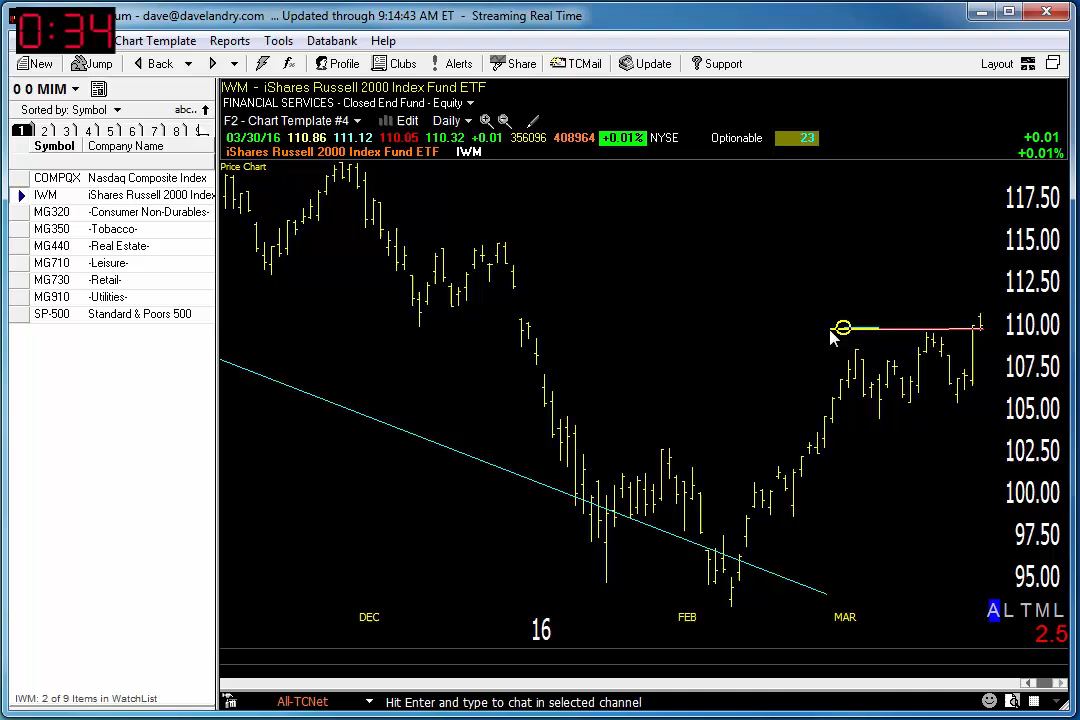 0:34
um - dave@davelandry.com ... Updated through 9:14:43 AM ET - Streaming Real Time
Chart Template Reports Tools Databank Help
New Jump Back Profile Clubs Alerts Share TCMail Update Support Layout
0 0 MIM
Sorted by: Symbol abc..
1 2 3 4 5 6 7 8
Symbol Company Name
COMPQX Nasdaq Composite Index
IWM iShares Russell 2000 Index
MG320 -Consumer Non-Durables-
MG350 -Tobacco-
MG440 -Real Estate-
MG710 -Leisure-
MG730 -Retail-
MG910 -Utilities-
SP-500 Standard & Poors 500
IWM: 2 of 9 Items in WatchList
IWM - iShares Russell 2000 Index Fund ETF
FINANCIAL SERVICES - Closed End Fund - Equity
F2 - Chart Template #4 Edit Daily
03/30/16 110.86 111.12 110.05 110.32 +0.01 356096 408964 +0.01% NYSE Optionable 23 +0.01
iShares Russell 2000 Index Fund ETF IWM +0.01%
Price Chart
117.50
115.00
112.50
110.00
107.50
105.00
102.50
100.00
97.50
95.00
DEC 16 FEB MAR
A L T M L
2.5
All-TCNet Hit Enter and type to chat in selected channel